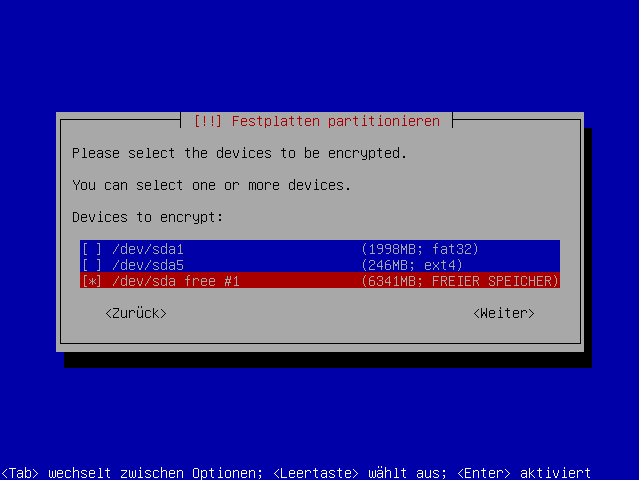 [!!] Festplatten partitionieren
Please select the devices to be encrypted.
You can select one or more devices.
Devices to encrypt:
[ ] /dev/sda1 (1998MB; fat32)
[ ] /dev/sda5 (246MB; ext4)
[*] /dev/sda free #1 (6341MB; FREIER SPEICHER)
<Zurück> <Weiter>
<Tab> wechselt zwischen Optionen; <Leertaste> wählt aus; <Enter> aktiviert